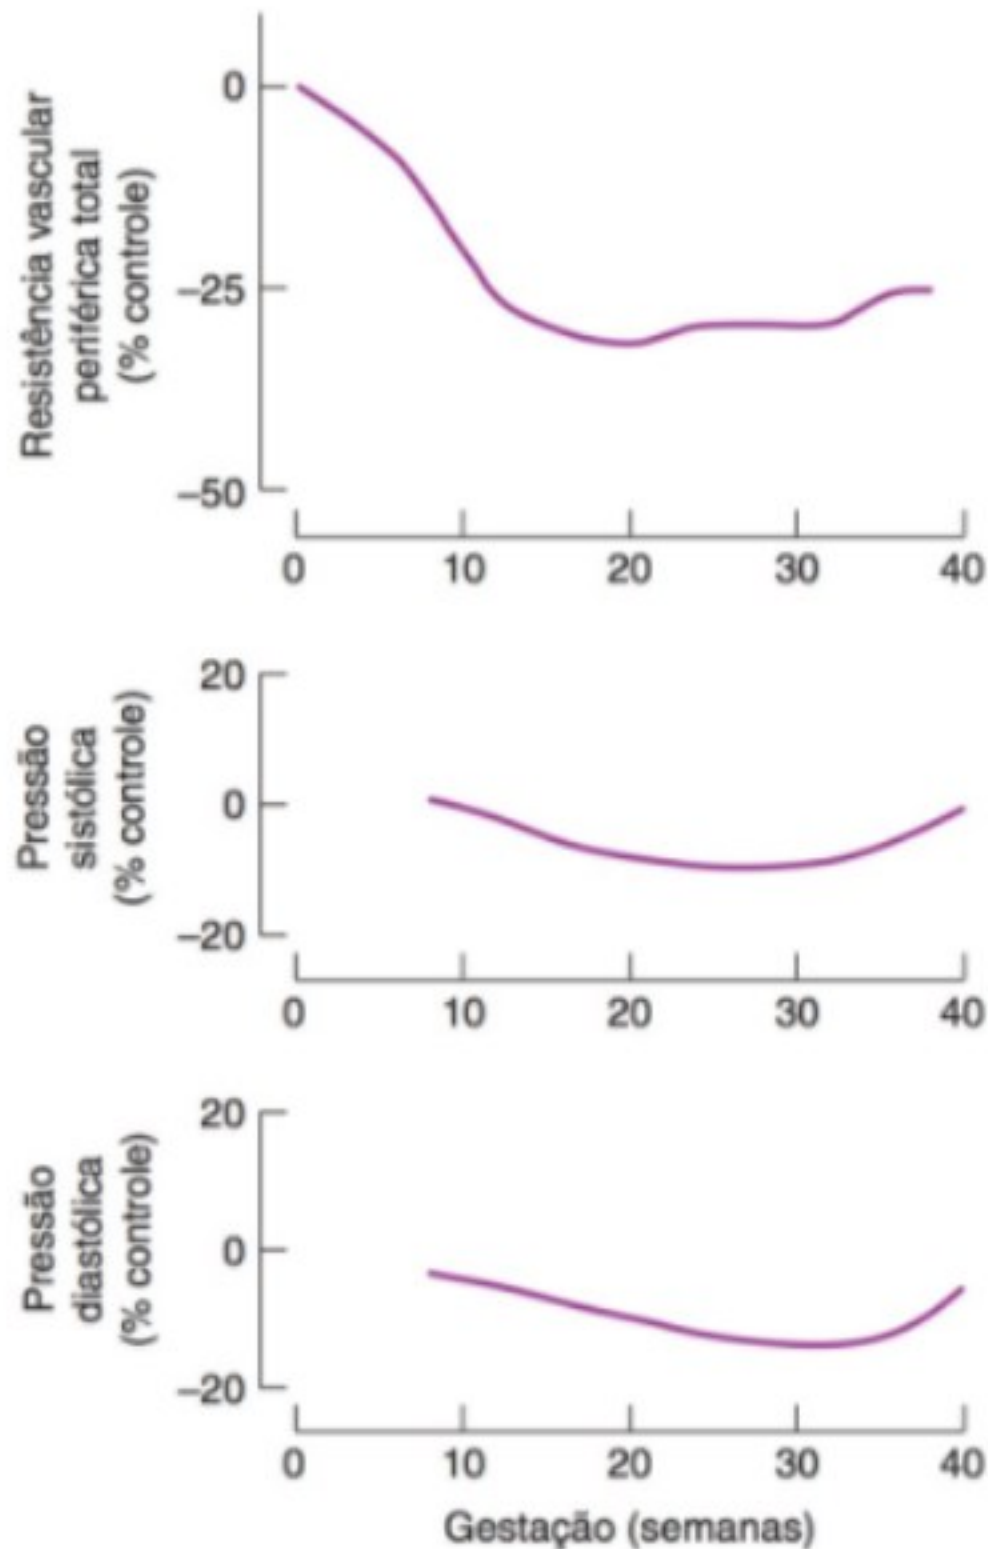 Resistência vascular
periférica total
(% controle)
0
−25
−50
0 10 20 30 40
Pressão
sistólica
(% controle)
20
0
−20
0 10 20 30 40
Pressão
diastólica
(% controle)
20
0
−20
0 10 20 30 40
Gestação (semanas)